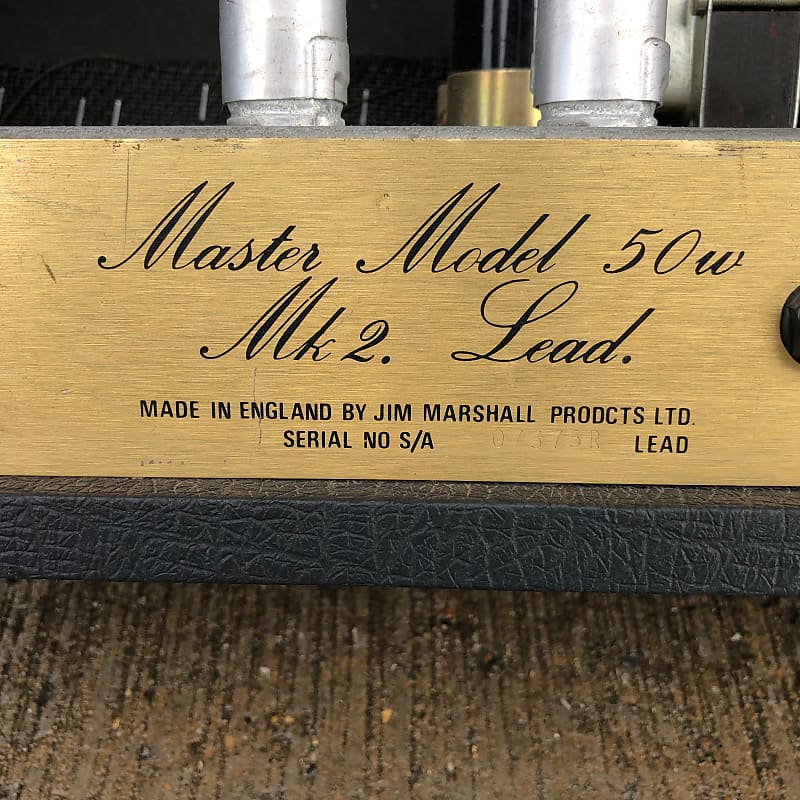 Master Model 50w
Mk 2. Lead.
MADE IN ENGLAND BY JIM MARSHALL PRODCTS LTD.
SERIAL NO S/A LEAD